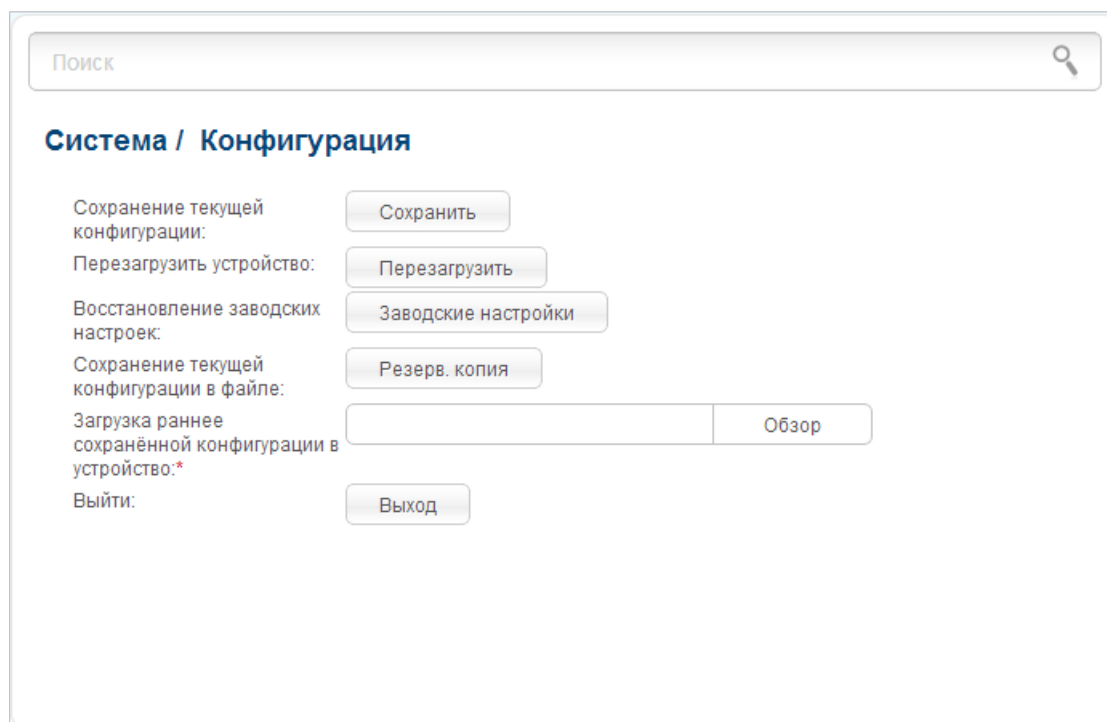 Поиск
Система / Конфигурация
Сохранение текущей
конфигурации:
Сохранить
Перезагрузить устройство:
Перезагрузить
Восстановление заводских
настроек:
Заводские настройки
Сохранение текущей
конфигурации в файле:
Резерв. копия
Загрузка раннее
сохранённой конфигурации в
устройство:*
Обзор
Выйти:
Выход